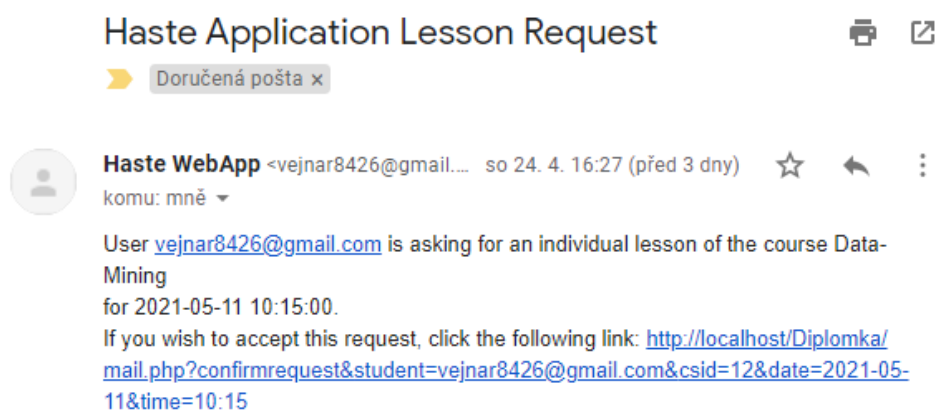 Haste Application Lesson Request
Doručená pošta ×
Haste WebApp <vejnar8426@gmail.... so 24. 4. 16:27 (před 3 dny)
komu: mně
User vejnar8426@gmail.com is asking for an individual lesson of the course Data-
Mining
for 2021-05-11 10:15:00.
If you wish to accept this request, click the following link: http://localhost/Diplomka/
mail.php?confirmrequest&student=vejnar8426@gmail.com&csid=12&date=2021-05-
11&time=10:15